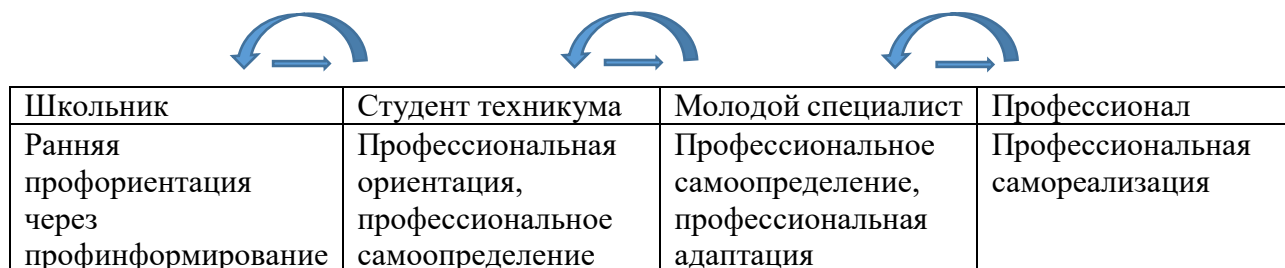 Школьник
Студент техникума
Молодой специалист
Профессионал
Ранняя
профориентация
через
профинформирование
Профессиональная
ориентация,
профессиональное
самоопределение
Профессиональное
самоопределение,
профессиональная
адаптация
Профессиональная
самореализация